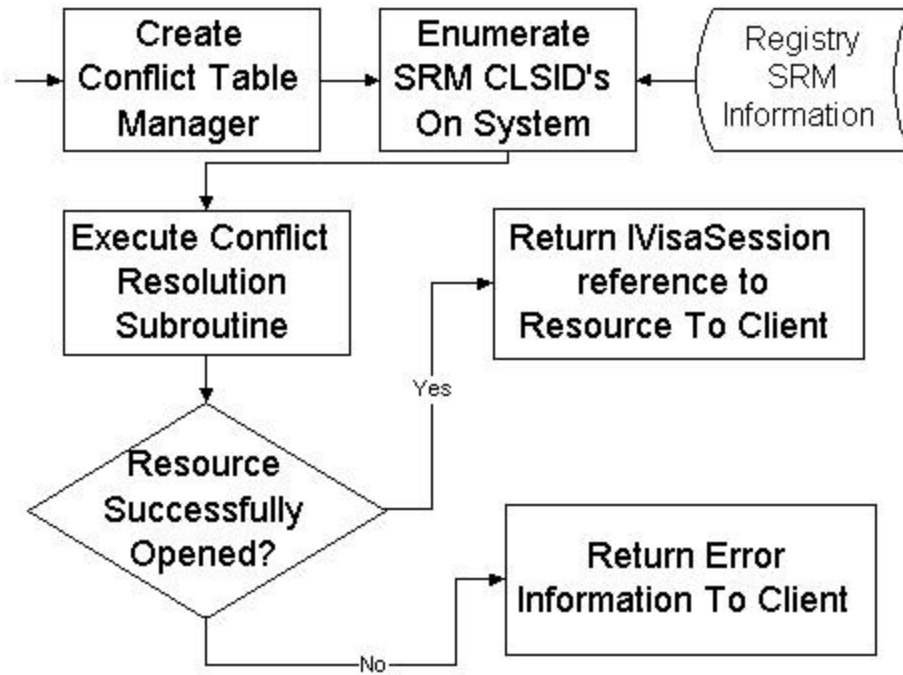 Create
Conflict Table
Manager
Enumerate
SRM CLSID's
On System
Registry
SRM
Information
Execute Conflict
Resolution
Subroutine
Return IVisaSession
reference to
Resource To Client
Yes
Resource
Successfully
Opened?
Return Error
Information To Client
No